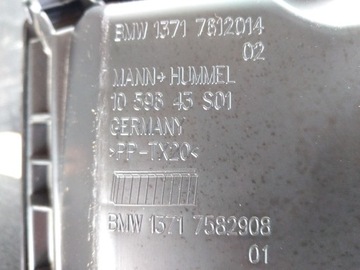 BMW 1371 7812014
02
MANN+HUMMEL
10 598 43 S01
GERMANY
>PP-TX20<
BMW 1371 7582908
01